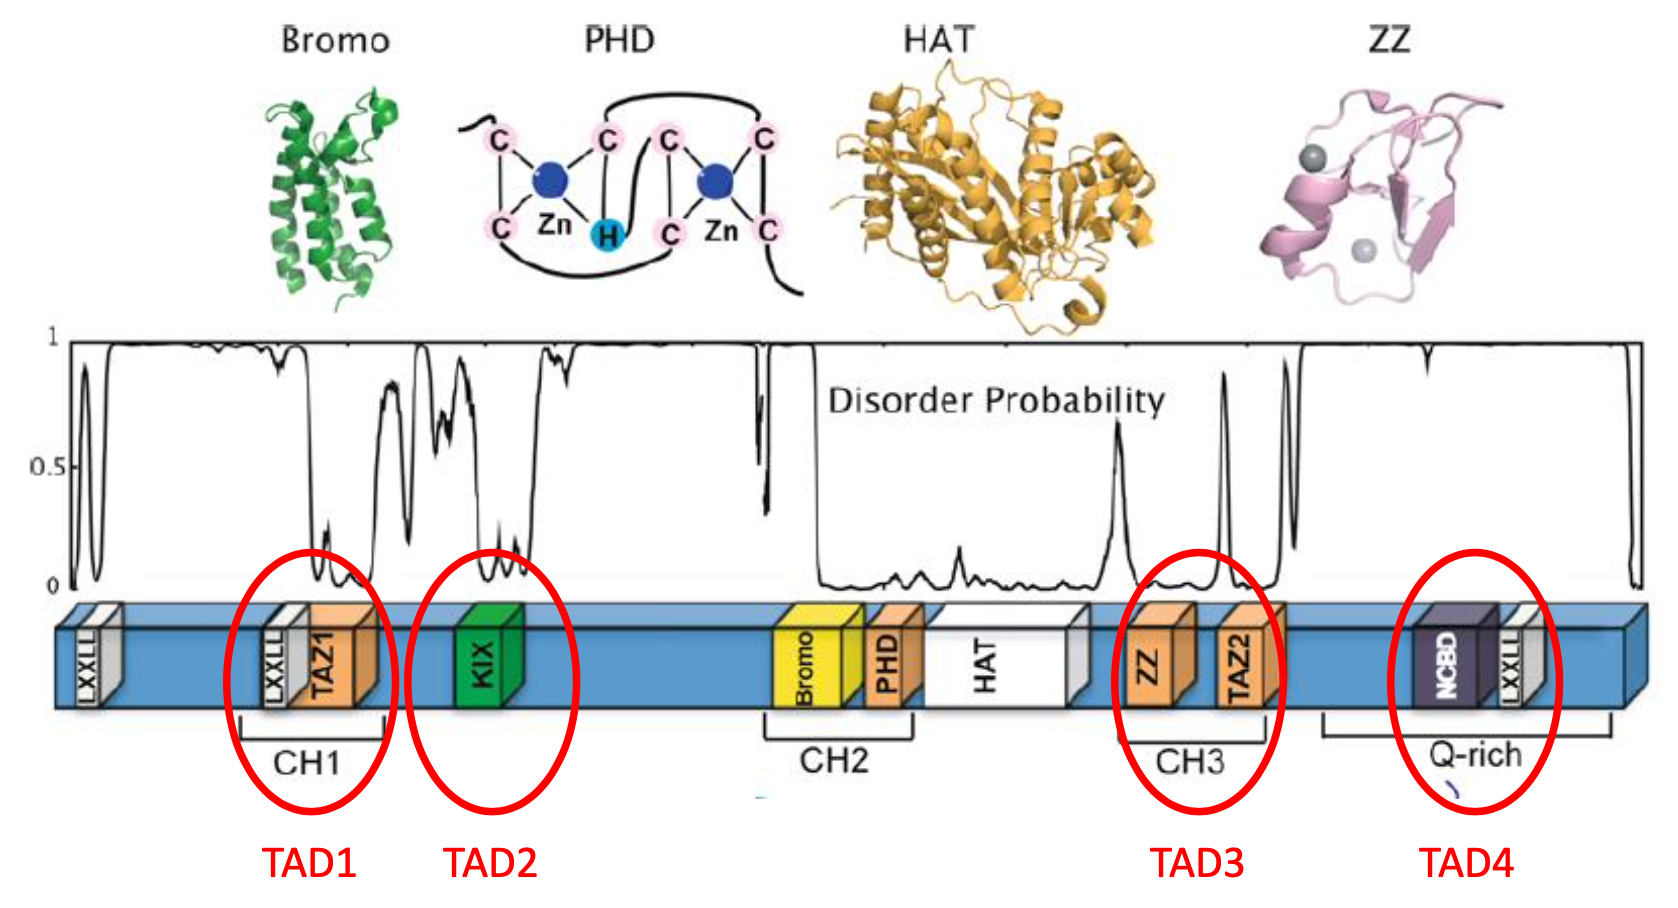 Bromo PHD HAT ZZ
C C C C
Zn Zn
C H C C
1
Disorder Probability
0.5
0
LXXLL LXXLL TAZ1 KIX Bromo PHD HAT ZZ TAZ2 NCBD LXXLL
CH1 CH2 CH3 Q-rich
TAD1 TAD2 TAD3 TAD4